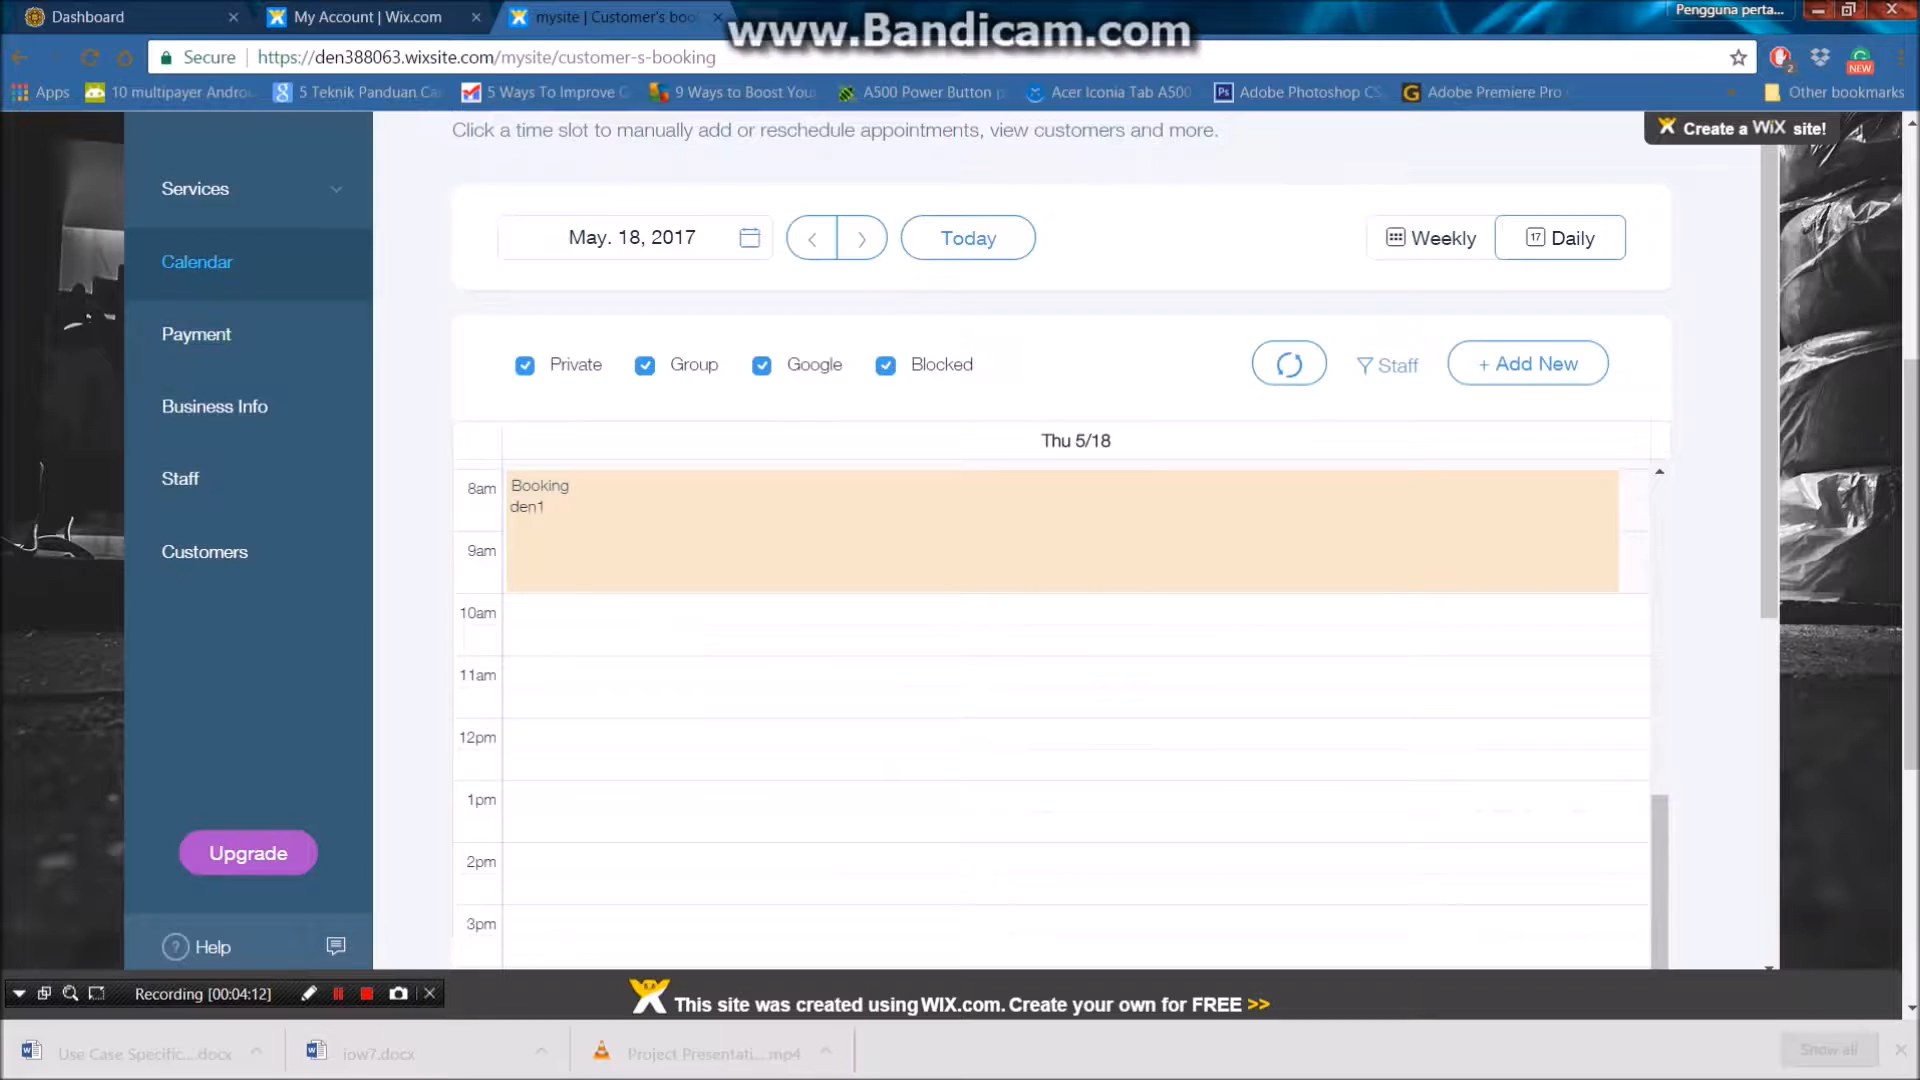 Dashboard
My Account | Wix.com
mysite | Customer's boo
www.Bandicam.com
Pengguna perta...
Secure
https://den388063.wixsite.com/mysite/customer-s-booking
2
NEW
Apps
10 multipayer Andro
5 Teknik Panduan Ca
5 Ways To Improve C
9 Ways to Boost You
A500 Power Button p
Acer Iconia Tab A500
Ps
Adobe Photoshop CS
Adobe Premiere Pro
Other bookmarks
Click a time slot to manually add or reschedule appointments, view customers and more.
Create a WiX site!
Services
Calendar
Payment
Business Info
Staff
Customers
Upgrade
? Help
May. 18, 2017
< >
Today
Weekly
17 Daily
Private
Group
Google
Blocked
Staff
+ Add New
Thu 5/18
8am
Booking
den1
9am
10am
11am
12pm
1pm
2pm
3pm
Recording [00:04:12]
This site was created using WIX.com. Create your own for FREE >>
Use Case Specific....docx
iow7.docx
Project Presentati....mp4
Show all